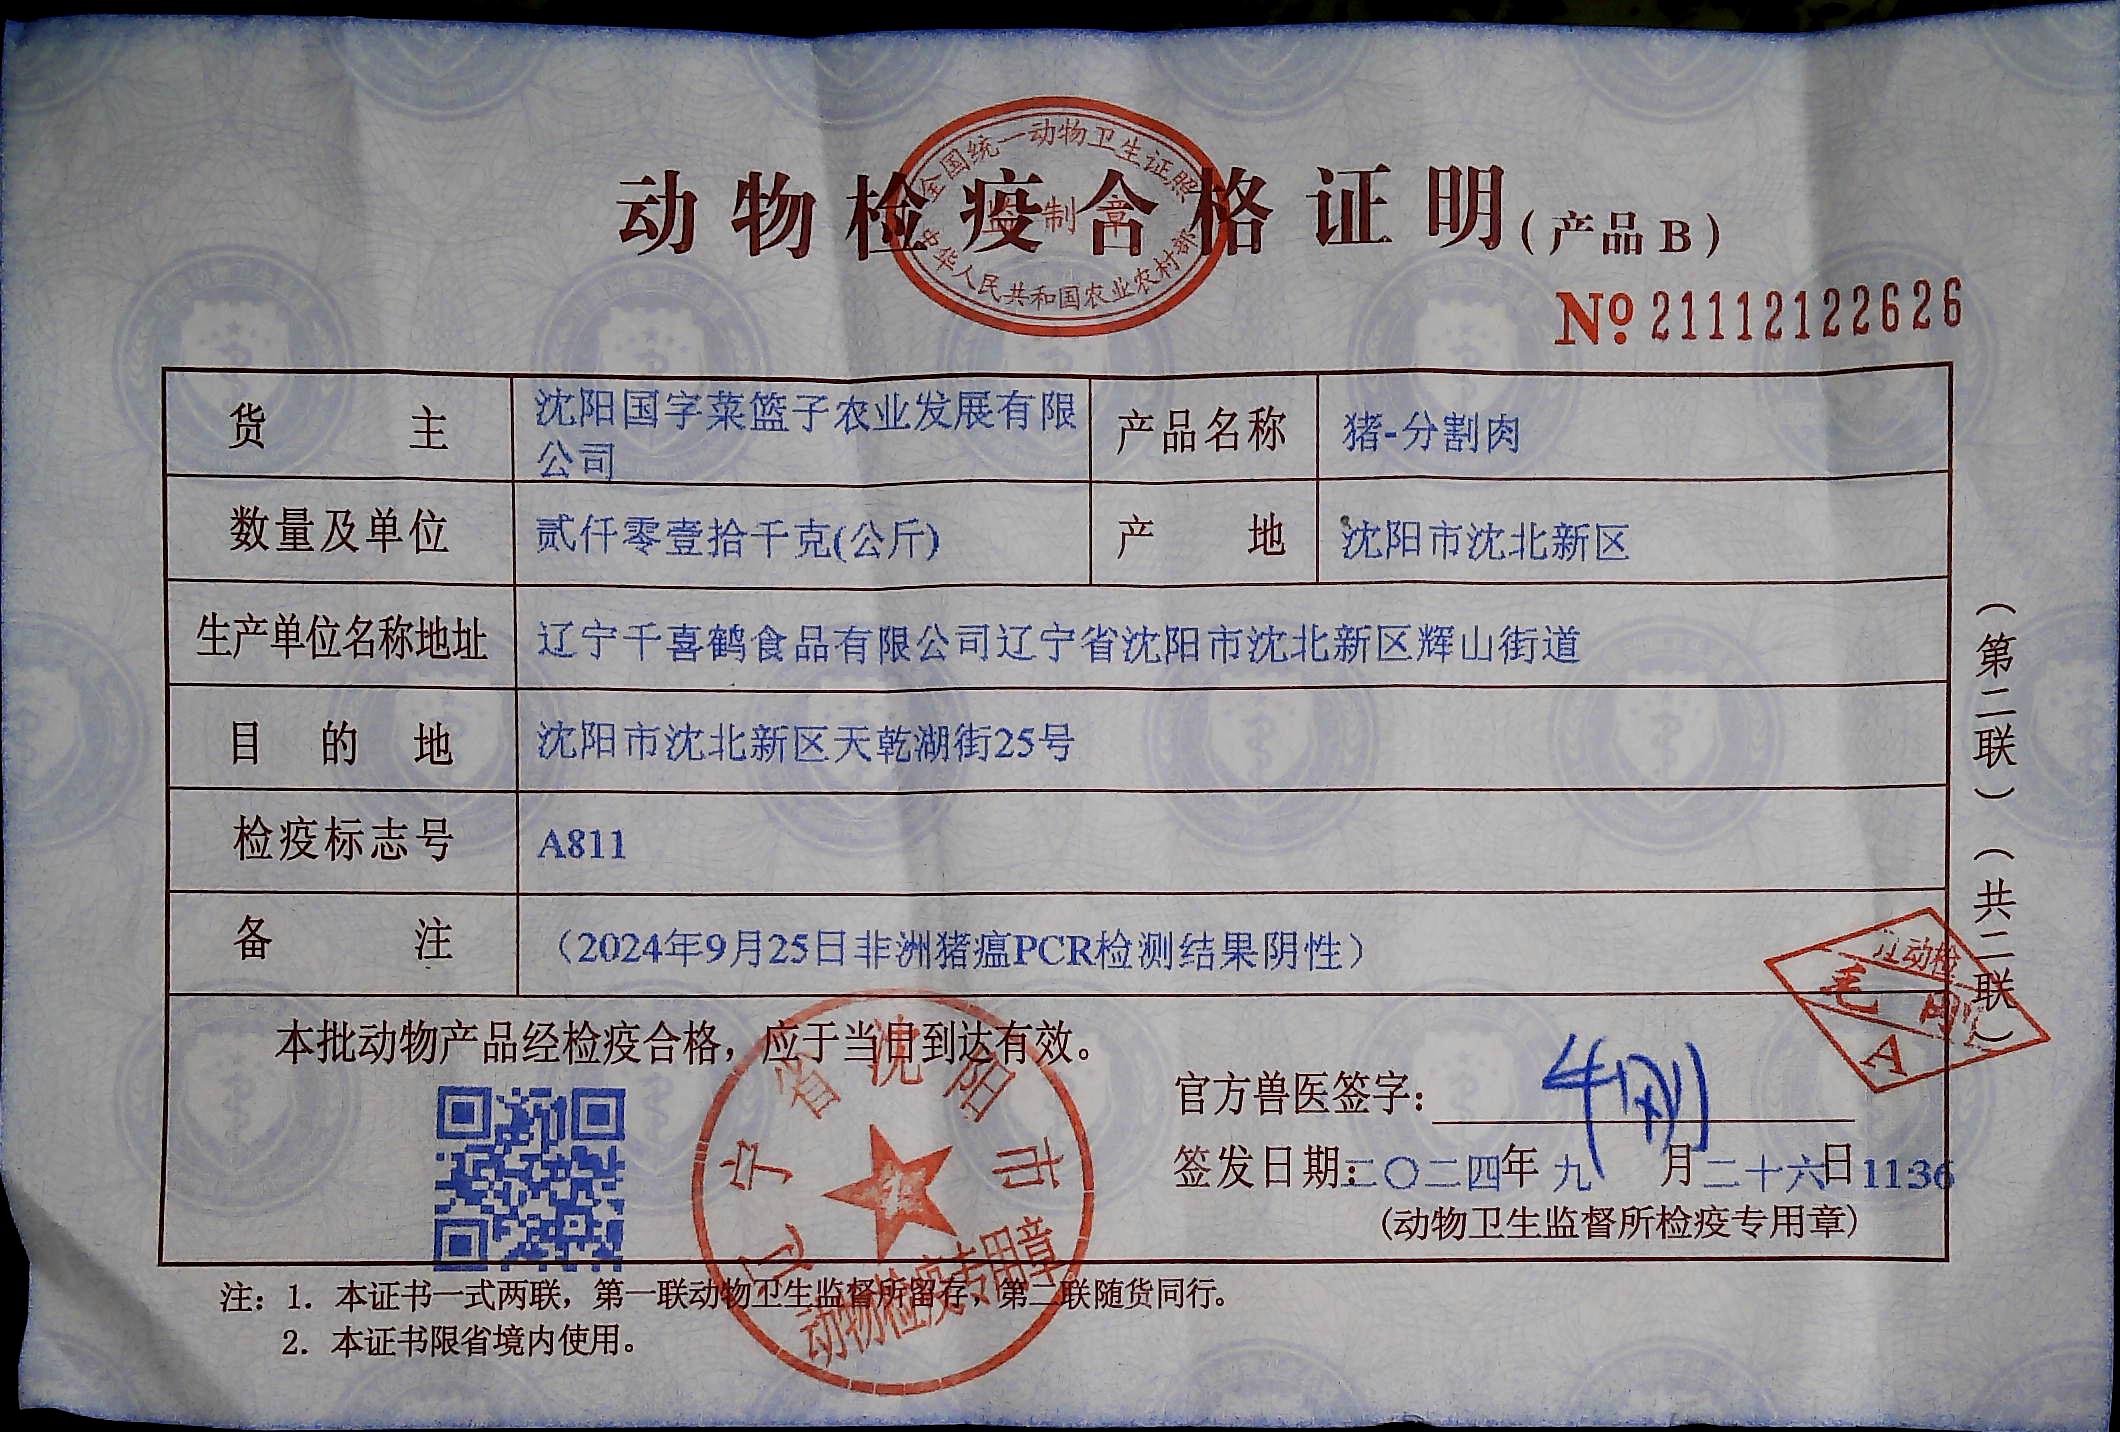 动物检疫合格证明(产品B)
全国统一动物卫生证照
监制章
中华人民共和国农业农村部
№ 21112122626
货主 沈阳国字菜篮子农业发展有限公司 产品名称 猪-分割肉
数量及单位 贰仟零壹拾千克(公斤) 产地 沈阳市沈北新区
生产单位名称地址 辽宁千喜鹤食品有限公司辽宁省沈阳市沈北新区辉山街道
目的地 沈阳市沈北新区天乾湖街25号
检疫标志号 A811
备注 （2024年9月25日非洲猪瘟PCR检测结果阴性）
（第二联）（共二联）
辽动检
毛刚
A
本批动物产品经检疫合格，应于当日到达有效。
官方兽医签字：
签发日期：二〇二四年九月二十六日1136
(动物卫生监督所检疫专用章)
辽宁省沈阳市
动物检疫专用章
注：1. 本证书一式两联，第一联动物卫生监督所留存，第二联随货同行。
2. 本证书限省境内使用。